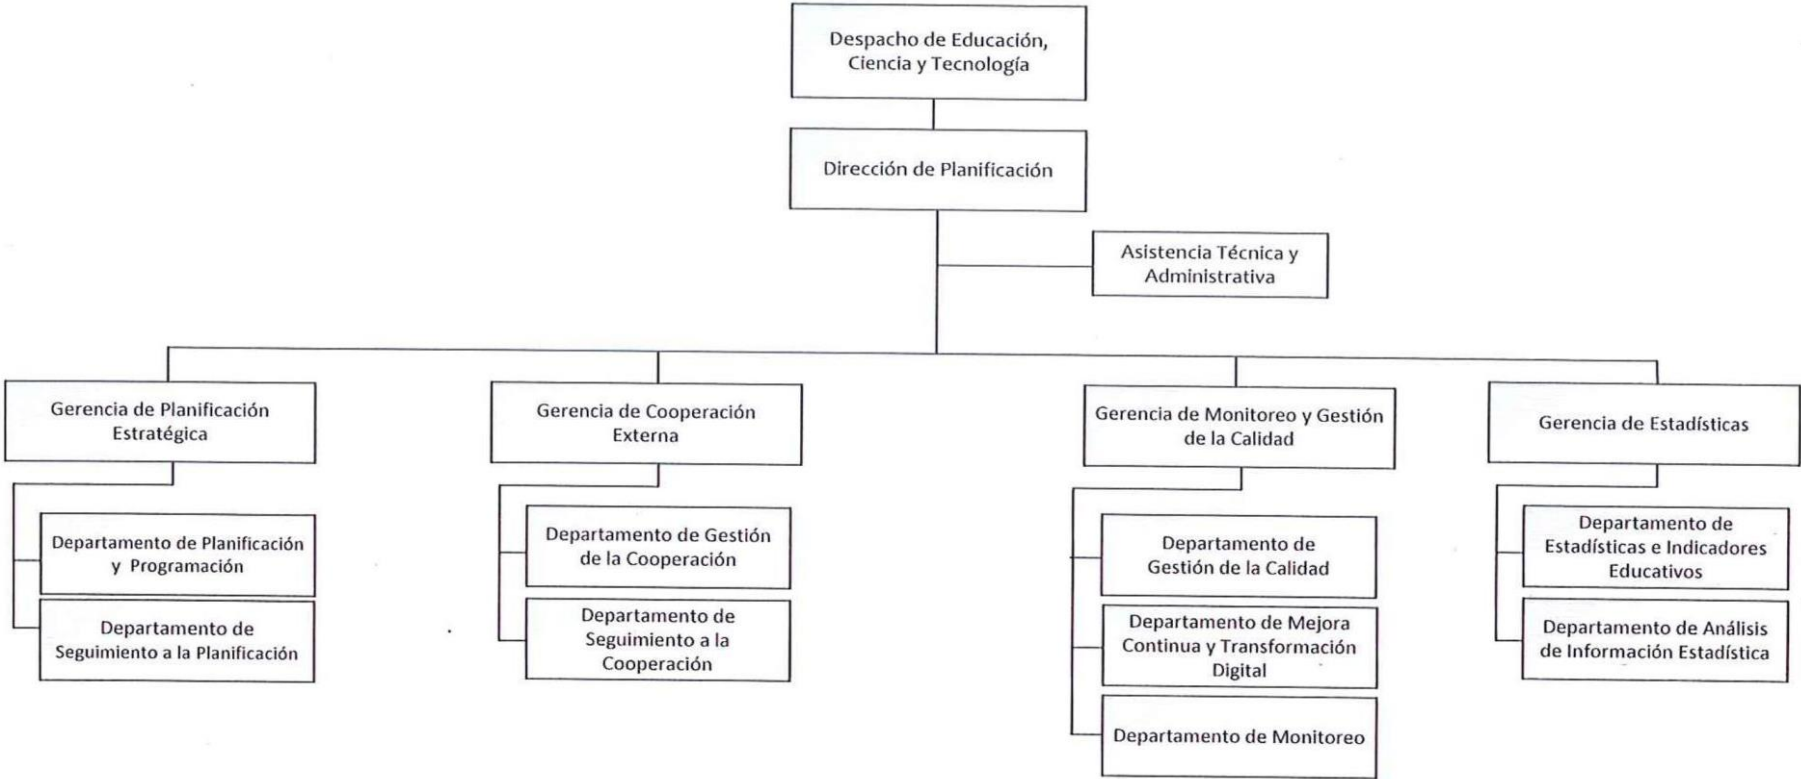 Despacho de Educación,
Ciencia y Tecnología
Dirección de Planificación
Asistencia Técnica y
Administrativa
Gerencia de Planificación
Estratégica
Gerencia de Cooperación
Externa
Gerencia de Monitoreo y Gestión
de la Calidad
Gerencia de Estadísticas
Departamento de Planificación
y Programación
Departamento de
Seguimiento a la Planificación
Departamento de Gestión
de la Cooperación
Departamento de
Seguimiento a la
Cooperación
Departamento de
Gestión de la Calidad
Departamento de Mejora
Continua y Transformación
Digital
Departamento de Monitoreo
Departamento de
Estadísticas e Indicadores
Educativos
Departamento de Análisis
de Información Estadística